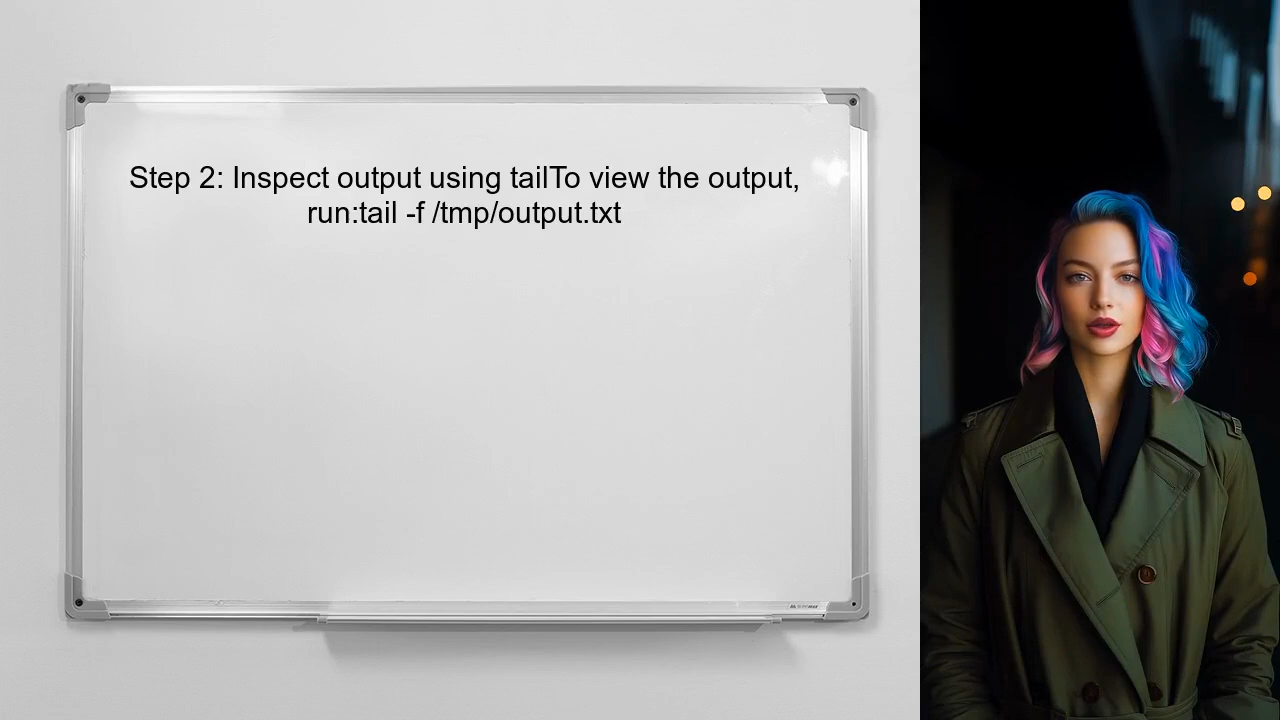 Step 2: Inspect output using tailTo view the output,
run:tail -f /tmp/output.txt